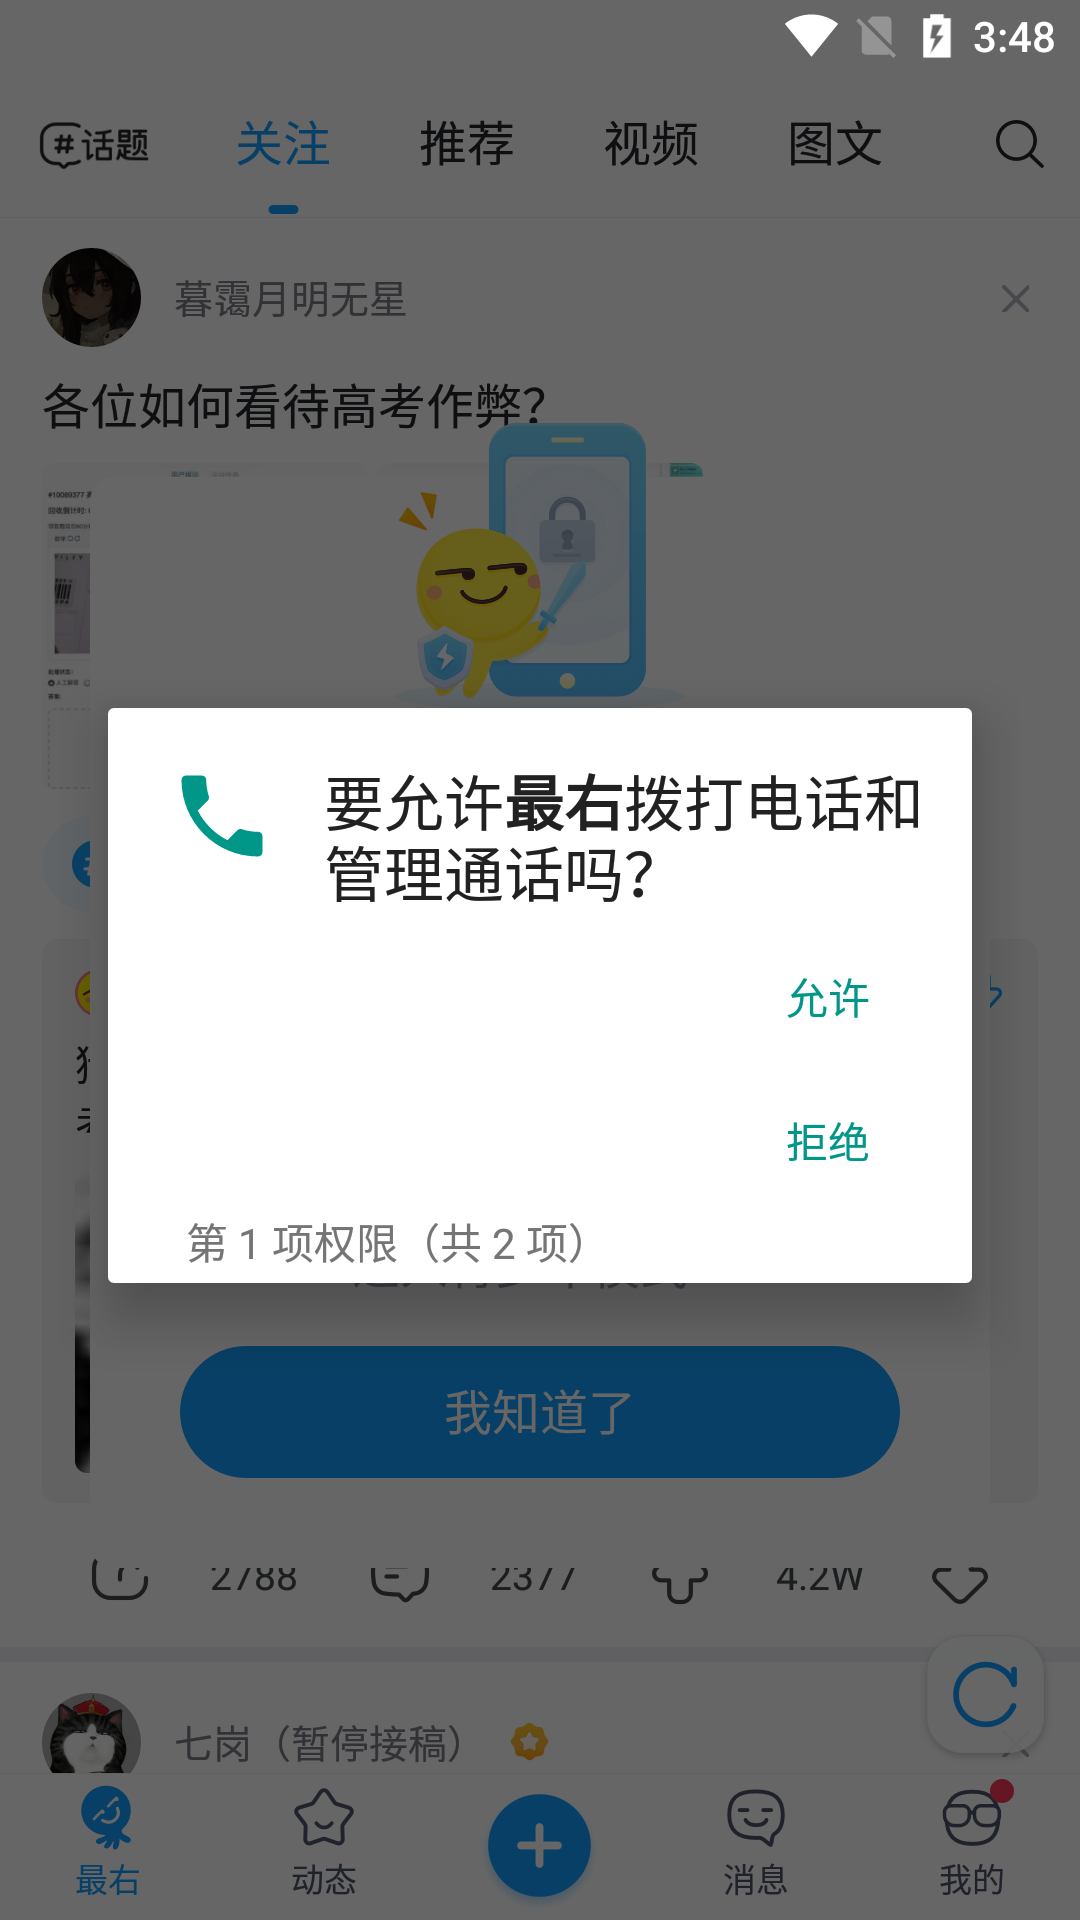 3:48
#话题 关注 推荐 视频 图文
暮霭月明无星
各位如何看待高考作弊?
要允许最右拨打电话和
管理通话吗?
允许
拒绝
第 1 项权限（共 2 项）
我知道了
2788 2377 4.2W
七岗（暂停接稿）
最右 动态 消息 我的